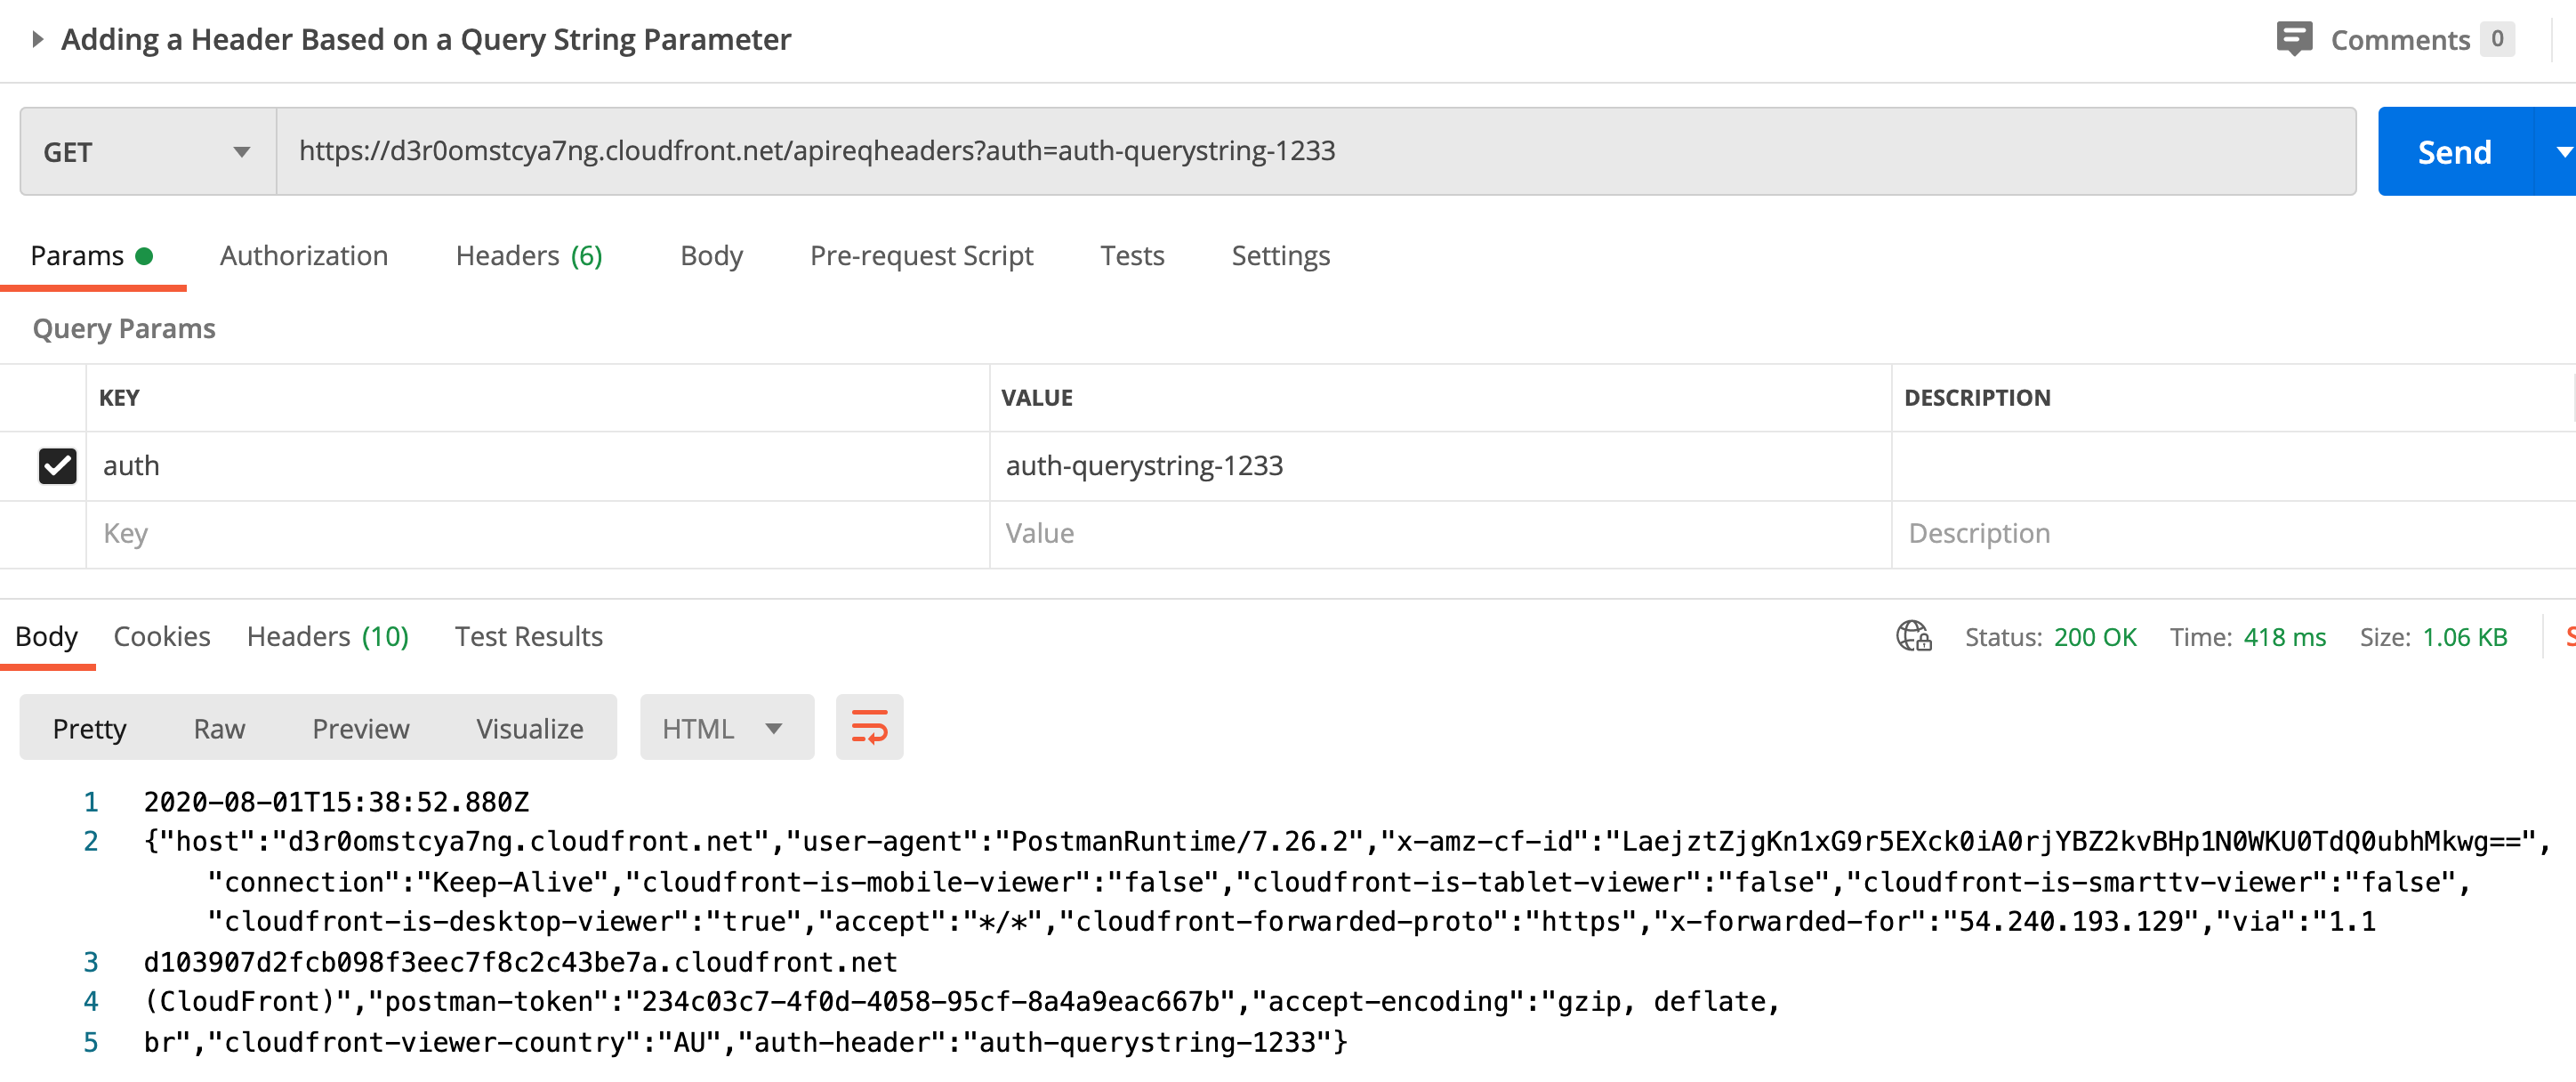 Adding a Header Based on a Query String Parameter
Comments 0
GET https://d3r0omstcya7ng.cloudfront.net/apireqheaders?auth=auth-querystring-1233 Send
Params Authorization Headers (6) Body Pre-request Script Tests Settings
Query Params
KEY VALUE DESCRIPTION
auth auth-querystring-1233
Key Value Description
Body Cookies Headers (10) Test Results Status: 200 OK Time: 418 ms Size: 1.06 KB S
Pretty Raw Preview Visualize HTML
1 2020-08-01T15:38:52.880Z
2 {"host":"d3r0omstcya7ng.cloudfront.net","user-agent":"PostmanRuntime/7.26.2","x-amz-cf-id":"LaejztZjgKn1xG9r5EXck0iA0rjYBZ2kvBHp1N0WKU0TdQ0ubhMkwg==",
"connection":"Keep-Alive","cloudfront-is-mobile-viewer":"false","cloudfront-is-tablet-viewer":"false","cloudfront-is-smarttv-viewer":"false",
"cloudfront-is-desktop-viewer":"true","accept":"*/*","cloudfront-forwarded-proto":"https","x-forwarded-for":"54.240.193.129","via":"1.1
3 d103907d2fcb098f3eec7f8c2c43be7a.cloudfront.net
4 (CloudFront)","postman-token":"234c03c7-4f0d-4058-95cf-8a4a9eac667b","accept-encoding":"gzip, deflate,
5 br","cloudfront-viewer-country":"AU","auth-header":"auth-querystring-1233"}